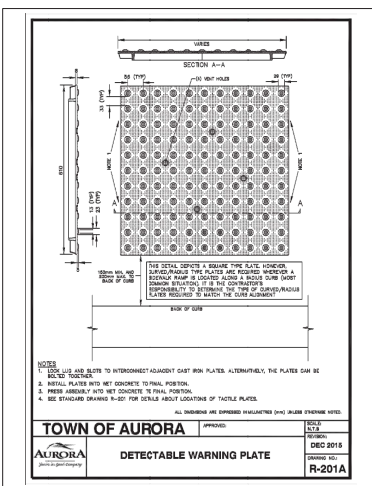 VARIES
SECTION A-A
55 (TYP)
(X) VENT HOLES
33 (TYP)
610
NOTE 1
NOTE 1
A
A
13 (TYP)
23 (TYP)
150mm MIN. AND
200mm MAX. TO
BACK OF CURB
THIS DETAIL DEPICTS A SQUARE TYPE PLATE. HOWEVER,
CURVED/RADIUS TYPE PLATES ARE REQUIRED WHEREVER A
SIDEWALK RAMP IS LOCATED ALONG A RADIUS CURB (MOST
COMMON SITUATION). IT IS THE CONTRACTOR'S
RESPONSIBILITY TO DETERMINE THE TYPE OF CURVED/RADIUS
PLATES REQUIRED TO MATCH THE CURB ALIGNMENT
BACK OF CURB
NOTES
1. LOCK LUG AND SLOTS TO INTERCONNECT ADJACENT CAST IRON PLATES. ALTERNATIVELY, THE PLATES CAN BE
BOLTED TOGETHER.
2. INSTALL PLATES INTO WET CONCRETE TO FINAL POSITION.
3. PRESS ASSEMBLY INTO WET CONCRETE TO FINAL POSITION.
4. SEE STANDARD DRAWING R-201 FOR DETAILS ABOUT LOCATIONS OF TACTILE PLATES.
ALL DIMENSIONS ARE EXPRESSED IN MILLIMETRES (mm) UNLESS OTHERWISE NOTED.
TOWN OF AURORA
APPROVED:
SCALE:
N.T.S
REVISION:
DEC 2015
AURORA
You're in Good Company
DETECTABLE WARNING PLATE
DRAWING NO.:
R-201A